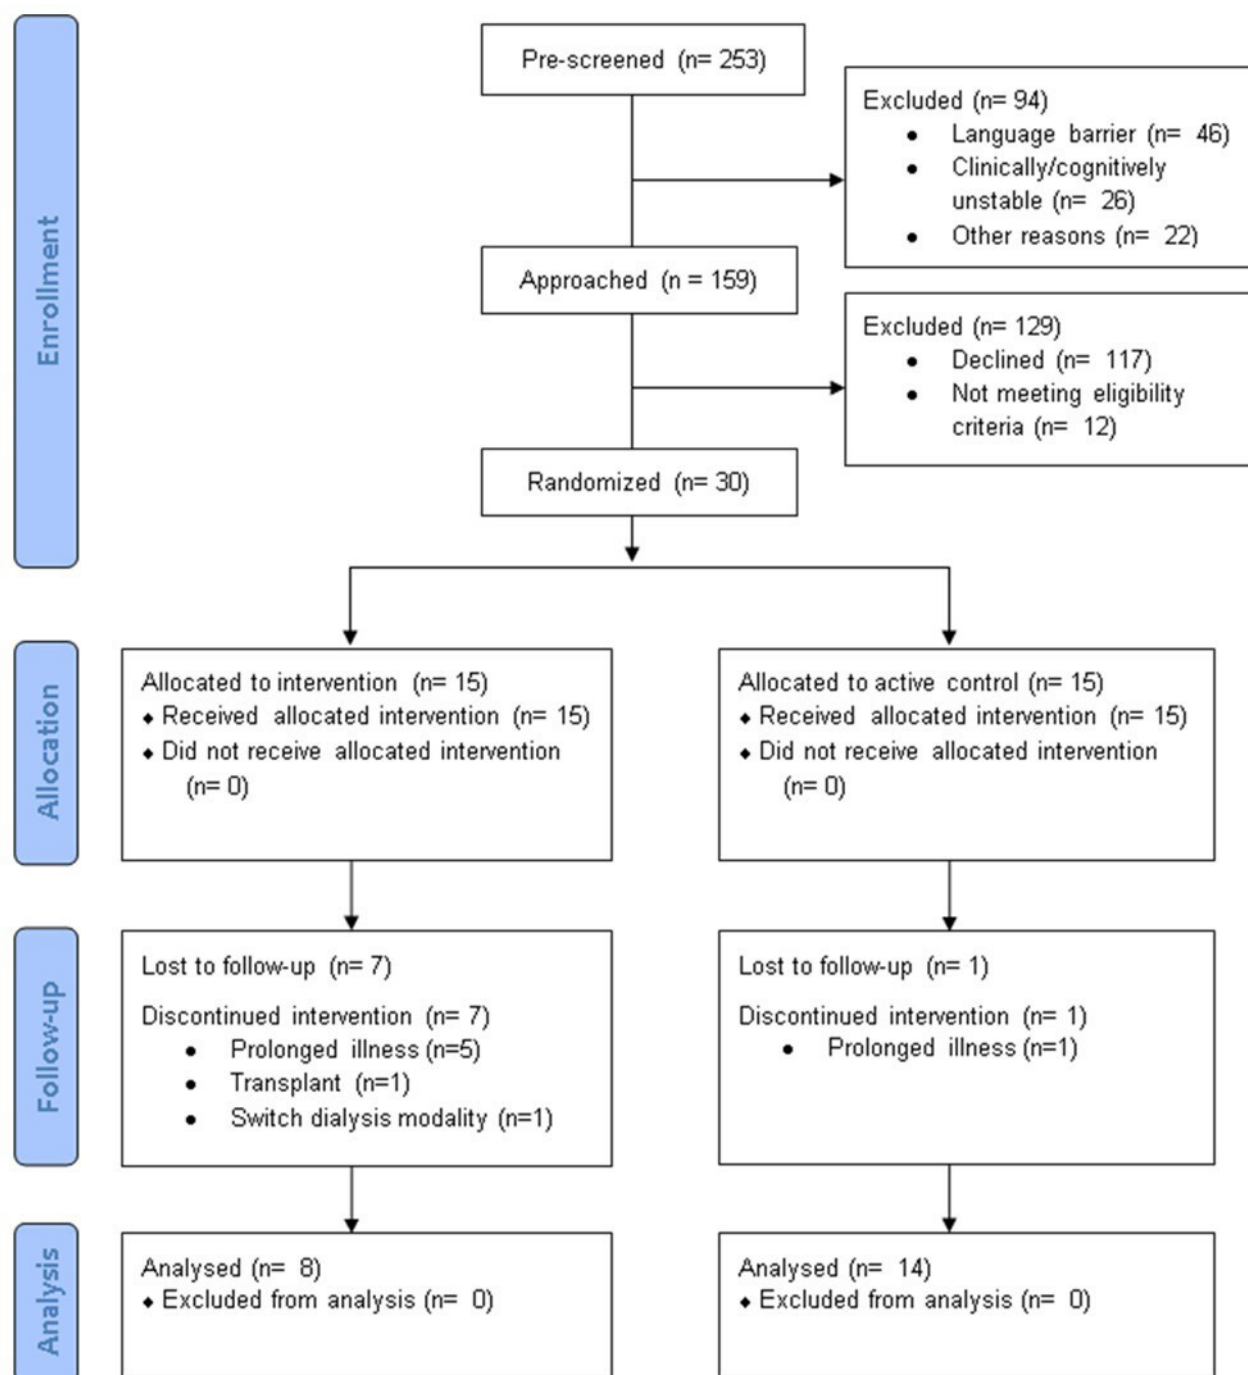 Enrollment
Pre-screened (n= 253)
Excluded (n= 94)
• Language barrier (n= 46)
• Clinically/cognitively
unstable (n= 26)
• Other reasons (n= 22)
Approached (n = 159)
Excluded (n= 129)
• Declined (n= 117)
• Not meeting eligibility
criteria (n= 12)
Randomized (n= 30)
Allocation
Allocated to intervention (n= 15)
◆ Received allocated intervention (n= 15)
◆ Did not receive allocated intervention
(n= 0)
Allocated to active control (n= 15)
◆ Received allocated intervention (n= 15)
◆ Did not receive allocated intervention
(n= 0)
Follow-up
Lost to follow-up (n= 7)
Discontinued intervention (n= 7)
• Prolonged illness (n=5)
• Transplant (n=1)
• Switch dialysis modality (n=1)
Lost to follow-up (n= 1)
Discontinued intervention (n= 1)
• Prolonged illness (n=1)
Analysis
Analysed (n= 8)
◆ Excluded from analysis (n= 0)
Analysed (n= 14)
◆ Excluded from analysis (n= 0)